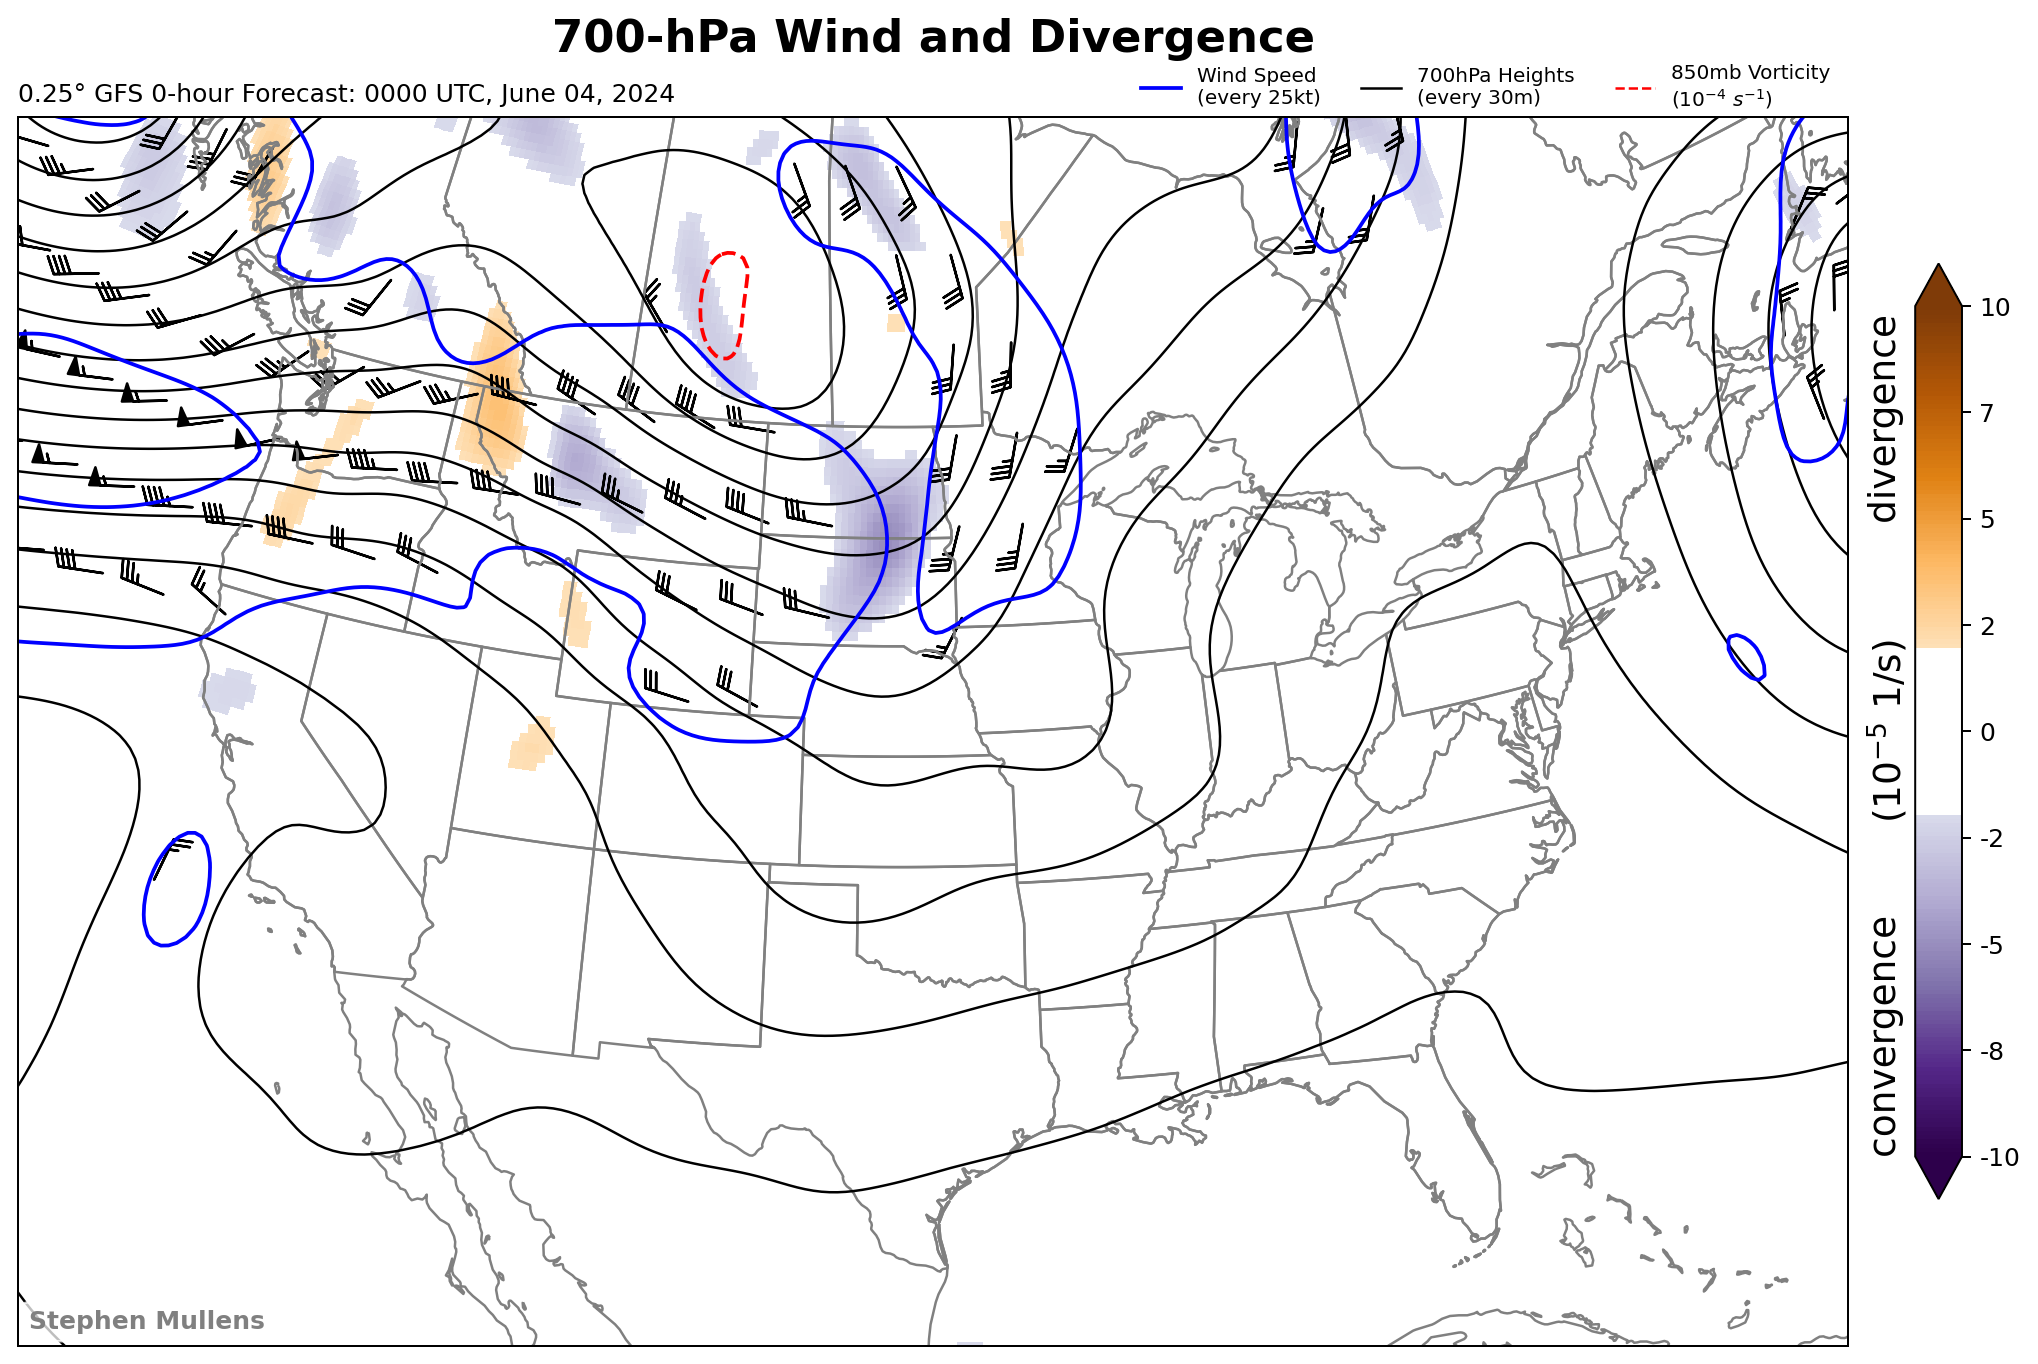 700-hPa Wind and Divergence
0.25° GFS 0-hour Forecast: 0000 UTC, June 04, 2024
Wind Speed
(every 25kt)
700hPa Heights
(every 30m)
850mb Vorticity
(10⁻⁴ s⁻¹)
10
7
5
2
0
-2
-5
-8
-10
convergence (10⁻⁵ 1/s) divergence
Stephen Mullens